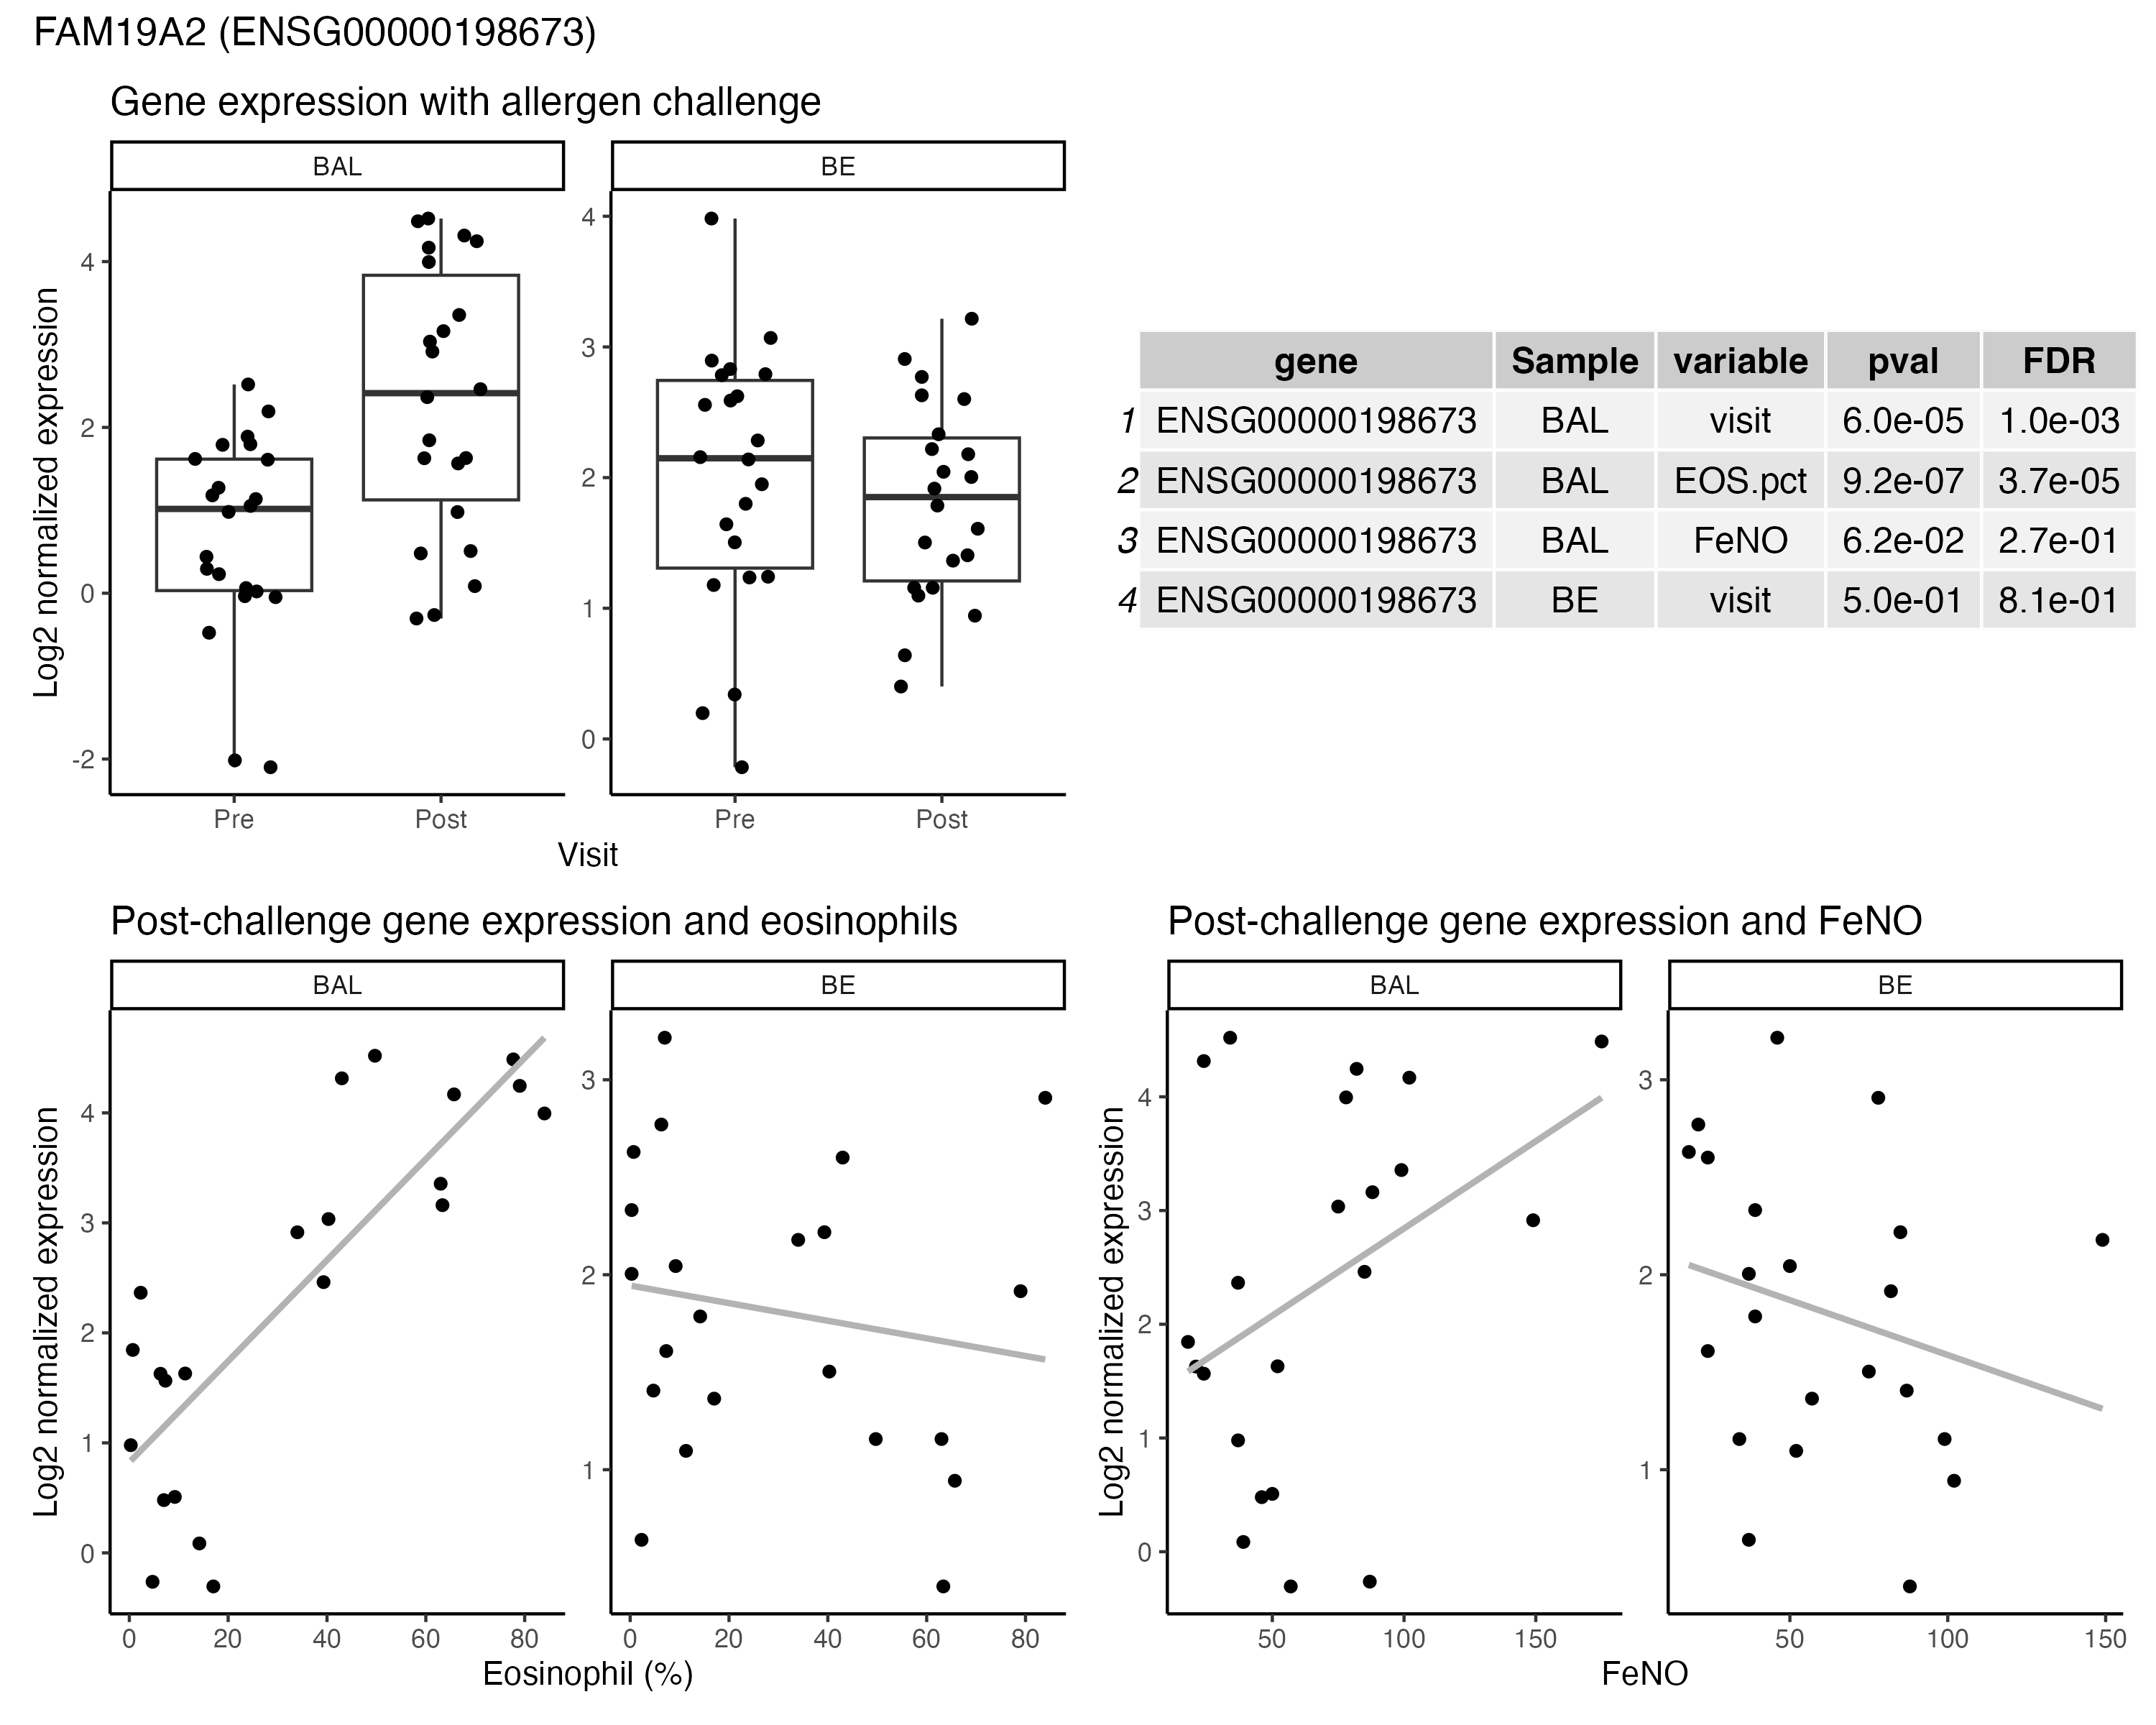 FAM19A2 (ENSG00000198673)
Gene expression with allergen challenge
BAL
BE
Log2 normalized expression
4
2
0
-2
4
3
2
1
0
Pre
Post
Pre
Post
Visit
gene Sample variable pval FDR
1 ENSG00000198673 BAL visit 6.0e-05 1.0e-03
2 ENSG00000198673 BAL EOS.pct 9.2e-07 3.7e-05
3 ENSG00000198673 BAL FeNO 6.2e-02 2.7e-01
4 ENSG00000198673 BE visit 5.0e-01 8.1e-01
Post-challenge gene expression and eosinophils
BAL
BE
Log2 normalized expression
4
3
2
1
0
3
2
1
0 20 40 60 80
0 20 40 60 80
Eosinophil (%)
Post-challenge gene expression and FeNO
BAL
BE
Log2 normalized expression
4
3
2
1
0
3
2
1
50 100 150
50 100 150
FeNO